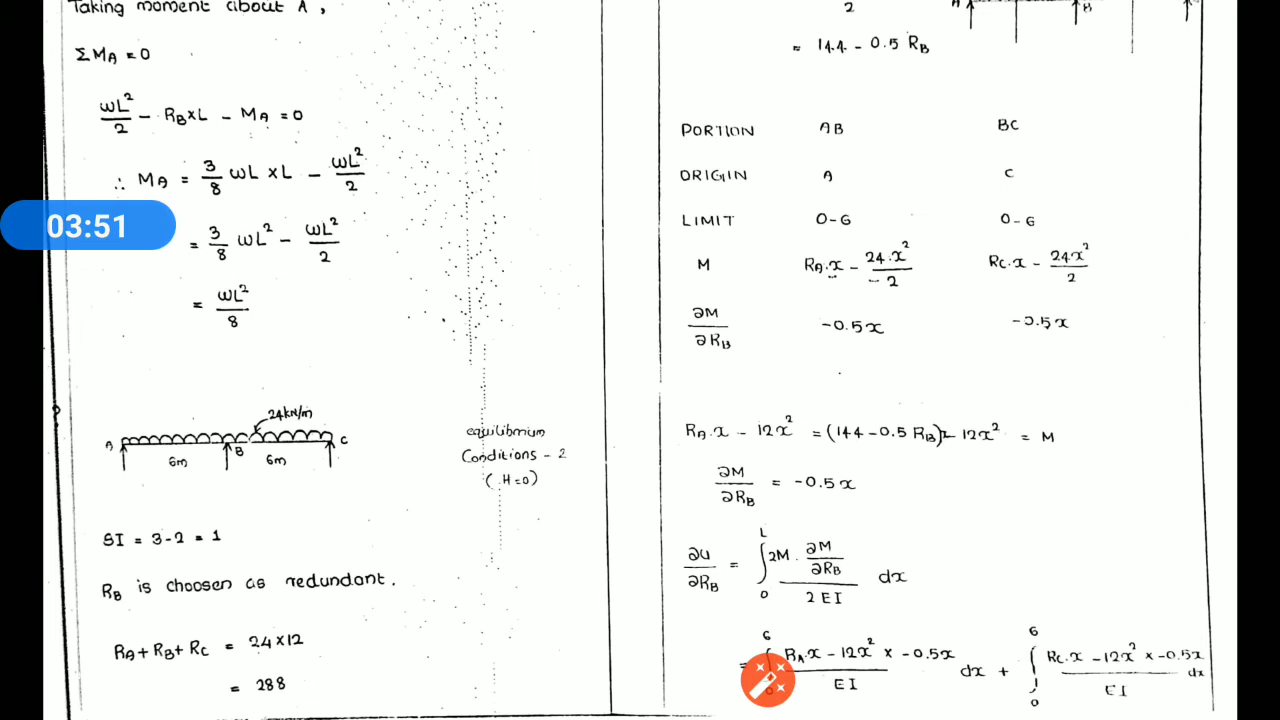 Taking moment about A,
ΣMA = 0
ωL²/2 - RB×L - MA = 0
∴ MA = 3/8 ωL × L - ωL²/2
= 3/8 ωL² - ωL²/2
= ωL²/8
03:51
24kN/m
A B C
6m 6m
equilibrium
Conditions - 2
(H=0)
SI = 3-2 = 1
RB is choosen as redundant.
RA + RB + RC = 24×12
= 288
2
A B
= 144 - 0.5 RB
PORTION AB BC
ORIGIN A C
LIMIT 0-6 0-6
M RA.x - 24.x²/2 RC.x - 24x²/2
∂M/∂RB -0.5x -0.5x
RA.x - 12x² = (144-0.5 RB)x - 12x² = M
∂M/∂RB = -0.5x
∂u/∂RB = ∫₀ᴸ 2M . ∂M/∂RB / 2EI dx
= ∫₀⁶ RA.x - 12x² × -0.5x / EI dx + ∫₀⁶ RC.x - 12x² × -0.5x / EI dx